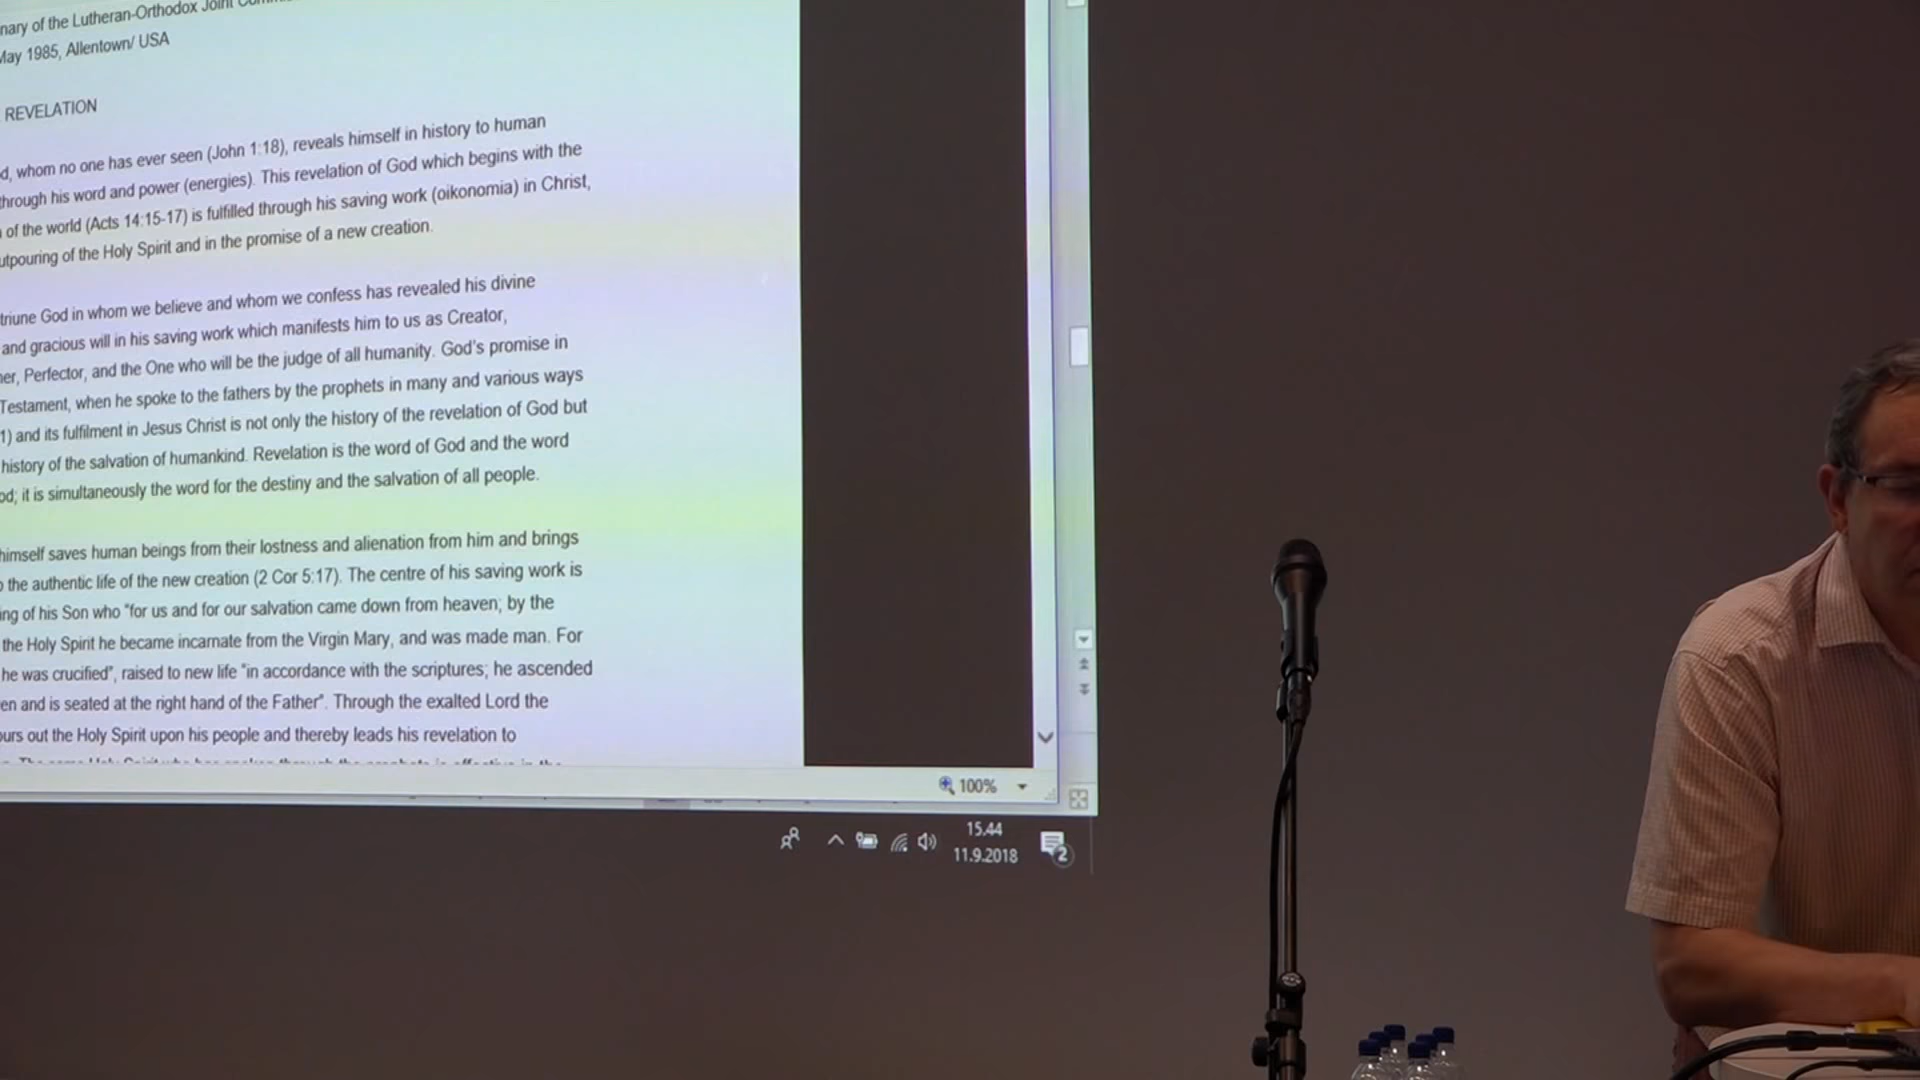 nary of the Lutheran-Orthodox Joint
May 1985, Allentown/ USA
REVELATION
d, whom no one has ever seen (John 1:18), reveals himself in history to human
through his word and power (energies). This revelation of God which begins with the
of the world (Acts 14:15-17) is fulfilled through his saving work (oikonomia) in Christ,
utpouring of the Holy Spirit and in the promise of a new creation.
triune God in whom we believe and whom we confess has revealed his divine
and gracious will in his saving work which manifests him to us as Creator,
er, Perfector, and the One who will be the judge of all humanity. God's promise in
Testament, when he spoke to the fathers by the prophets in many and various ways
1) and its fulfilment in Jesus Christ is not only the history of the revelation of God but
history of the salvation of humankind. Revelation is the word of God and the word
od; it is simultaneously the word for the destiny and the salvation of all people.
himself saves human beings from their lostness and alienation from him and brings
o the authentic life of the new creation (2 Cor 5:17). The centre of his saving work is
ing of his Son who "for us and for our salvation came down from heaven; by the
the Holy Spirit he became incarnate from the Virgin Mary, and was made man. For
he was crucified", raised to new life "in accordance with the scriptures; he ascended
en and is seated at the right hand of the Father". Through the exalted Lord the
ours out the Holy Spirit upon his people and thereby leads his revelation to
100%
15.44
11.9.2018
2